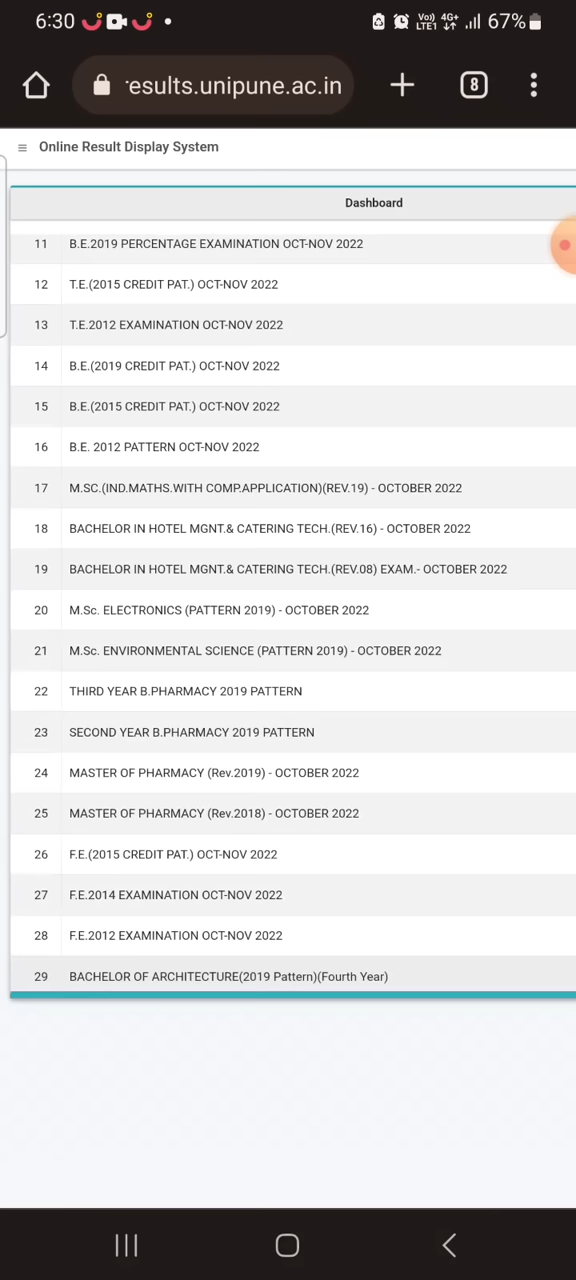 6:30
Vo)) LTE1 4G+ 67%
'esults.unipune.ac.in
8
Online Result Display System
Dashboard
11 B.E.2019 PERCENTAGE EXAMINATION OCT-NOV 2022
12 T.E.(2015 CREDIT PAT.) OCT-NOV 2022
13 T.E.2012 EXAMINATION OCT-NOV 2022
14 B.E.(2019 CREDIT PAT.) OCT-NOV 2022
15 B.E.(2015 CREDIT PAT.) OCT-NOV 2022
16 B.E. 2012 PATTERN OCT-NOV 2022
17 M.SC.(IND.MATHS.WITH COMP.APPLICATION)(REV.19) - OCTOBER 2022
18 BACHELOR IN HOTEL MGNT.& CATERING TECH.(REV.16) - OCTOBER 2022
19 BACHELOR IN HOTEL MGNT.& CATERING TECH.(REV.08) EXAM.- OCTOBER 2022
20 M.Sc. ELECTRONICS (PATTERN 2019) - OCTOBER 2022
21 M.Sc. ENVIRONMENTAL SCIENCE (PATTERN 2019) - OCTOBER 2022
22 THIRD YEAR B.PHARMACY 2019 PATTERN
23 SECOND YEAR B.PHARMACY 2019 PATTERN
24 MASTER OF PHARMACY (Rev.2019) - OCTOBER 2022
25 MASTER OF PHARMACY (Rev.2018) - OCTOBER 2022
26 F.E.(2015 CREDIT PAT.) OCT-NOV 2022
27 F.E.2014 EXAMINATION OCT-NOV 2022
28 F.E.2012 EXAMINATION OCT-NOV 2022
29 BACHELOR OF ARCHITECTURE(2019 Pattern)(Fourth Year)